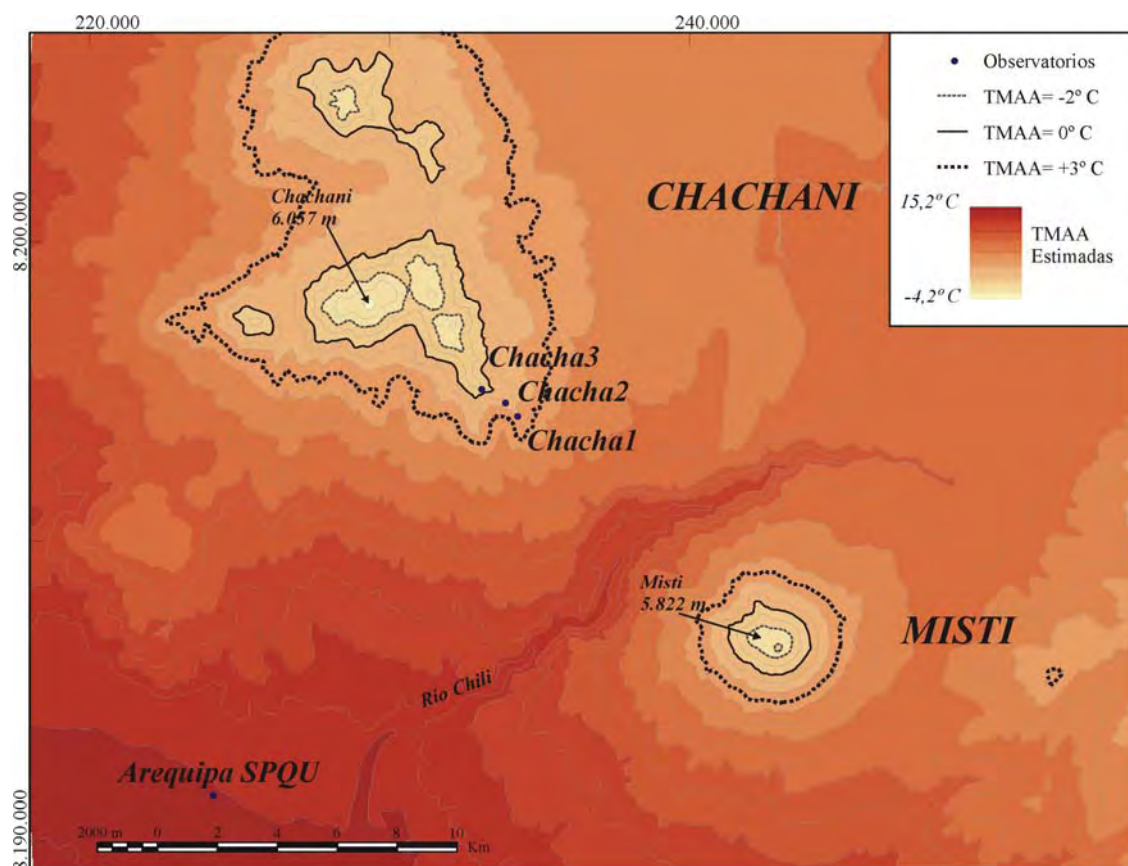 220.000
240.000
8.200.000
8.190.000
Observatorios
TMAA= -2º C
TMAA= 0º C
TMAA= +3º C
15,2º C
TMAA
Estimadas
-4,2º C
CHACHANI
Chachani
6.057 m
Chacha3
Chacha2
Chacha1
Misti
5.822 m
MISTI
Rio Chili
Arequipa SPQU
2000 m 0 2 4 6 8 10
Km